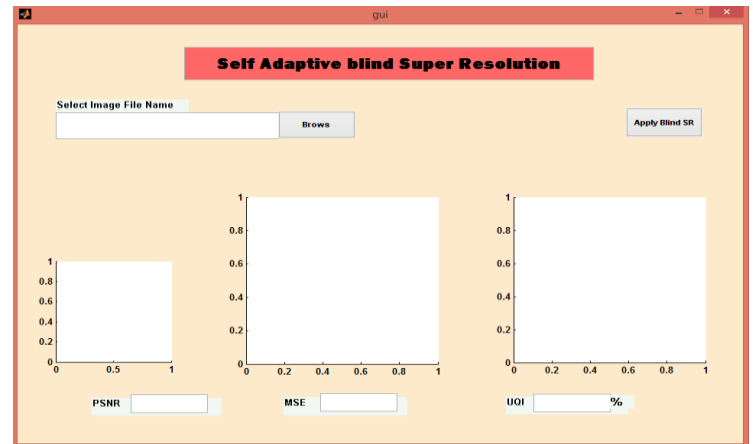 gui
Self Adaptive blind Super Resolution
Select Image File Name
Brows
Apply Blind SR
1
0.8
0.6
0.4
0.2
0
0 0.5 1
1
0.8
0.6
0.4
0.2
0
0 0.2 0.4 0.6 0.8 1
1
0.8
0.6
0.4
0.2
0
0 0.2 0.4 0.6 0.8 1
PSNR
MSE
UQI %